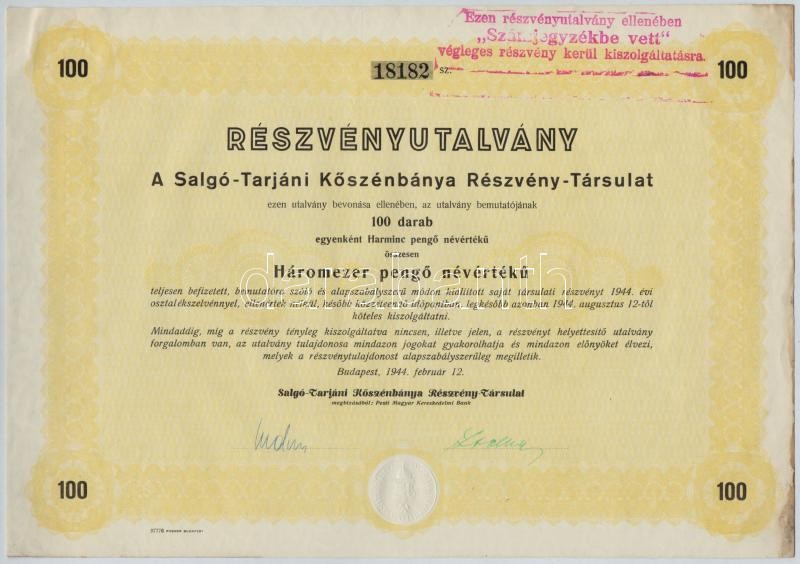 Ezen részvényutalvány ellenében
„Számjegyzékbe vett"
végleges részvény kerül kiszolgáltatásra.
100
18182 sz.
100
RÉSZVÉNYUTALVÁNY
A Salgó-Tarjáni Kőszénbánya Részvény-Társulat
ezen utalvány bevonása ellenében, az utalvány bemutatójának
100 darab
egyenként Harminc pengő névértékű
összesen
Háromezer pengő névértékű
teljesen befizetett, bemutatóra szóló és alapszabályszerű módon kiállított saját társulati részvényt 1944. évi
osztalékszelvénnyel, ellenérték nélkül, később közzéteendő időpontban, legkésőbb azonban 1944. augusztus 12-től
köteles kiszolgáltatni.
Mindaddig, míg a részvény tényleg kiszolgáltatva nincsen, illetve jelen, a részvényt helyettesítő utalvány
forgalomban van, az utalvány tulajdonosa mindazon jogokat gyakorolhatja és mindazon előnyöket élvezi,
melyek a részvénytulajdonost alapszabályszerűleg megilletik.
Budapest, 1944. február 12.
Salgó-Tarjáni Kőszénbánya Részvény-Társulat
megbízásából: Pesti Magyar Kereskedelmi Bank
100
100
97776 POSNER BUDAPEST
darabanth